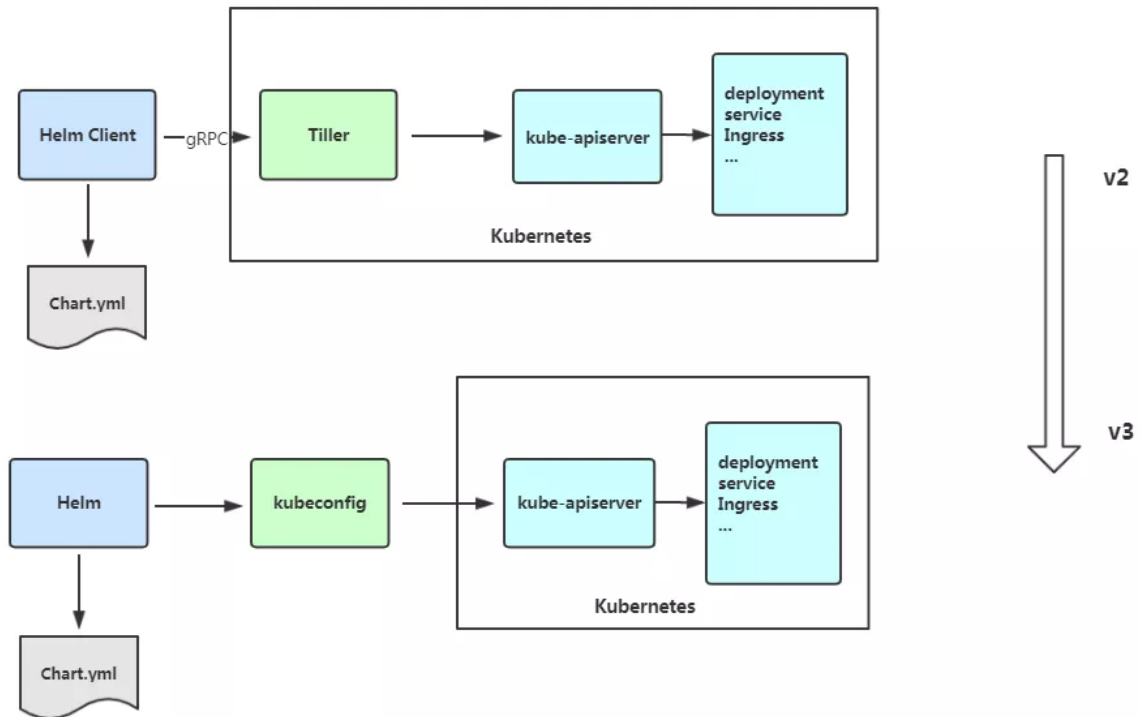 Helm Client
gRPC
Tiller
kube-apiserver
deployment
service
Ingress
...
Kubernetes
Chart.yml
v2
v3
Helm
kubeconfig
kube-apiserver
deployment
service
Ingress
...
Kubernetes
Chart.yml